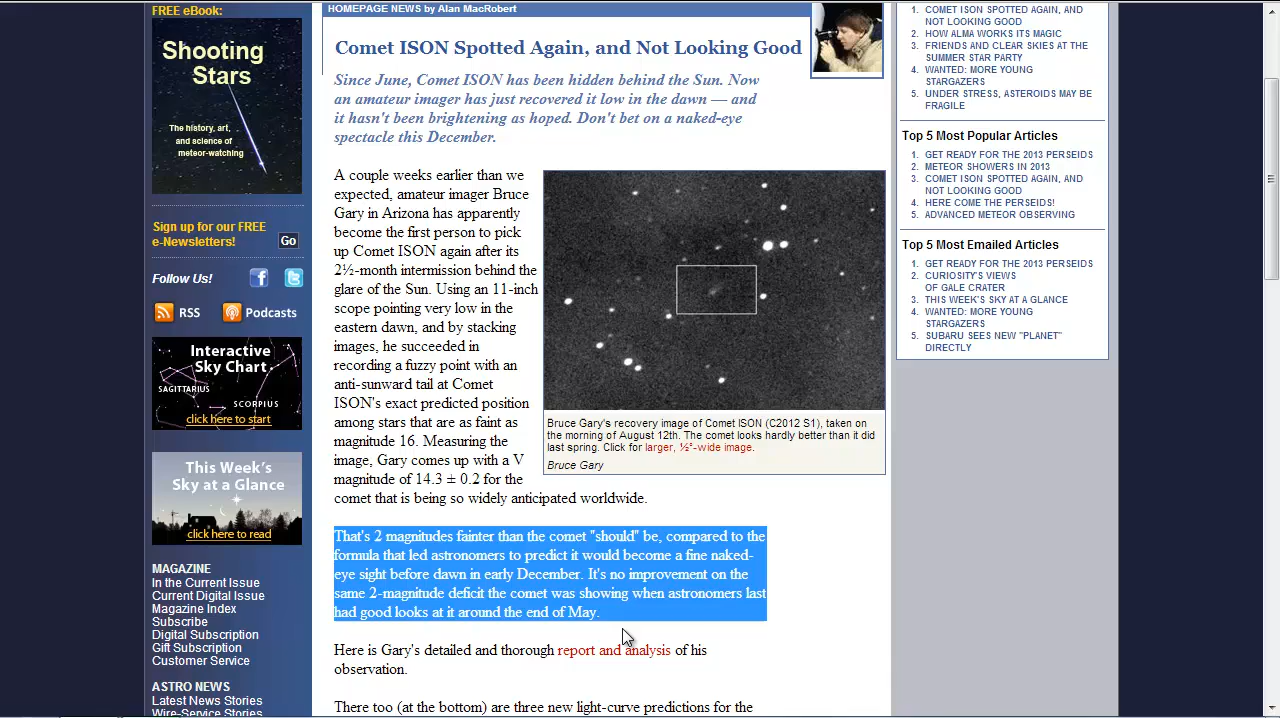 FREE eBook:
Shooting
Stars
The history, art,
and science of
meteor-watching
Sign up for our FREE
e-Newsletters!
Go
Follow Us!
RSS
Podcasts
Interactive
Sky Chart
SAGITTARIUS
SCORPIUS
click here to start
This Week's
Sky at a Glance
click here to read
MAGAZINE
In the Current Issue
Current Digital Issue
Magazine Index
Subscribe
Digital Subscription
Gift Subscription
Customer Service
ASTRO NEWS
Latest News Stories
Wire-Service Stories
HOMEPAGE NEWS by Alan MacRobert
Comet ISON Spotted Again, and Not Looking Good
Since June, Comet ISON has been hidden behind the Sun. Now
an amateur imager has just recovered it low in the dawn — and
it hasn't been brightening as hoped. Don't bet on a naked-eye
spectacle this December.
A couple weeks earlier than we
expected, amateur imager Bruce
Gary in Arizona has apparently
become the first person to pick
up Comet ISON again after its
2½-month intermission behind the
glare of the Sun. Using an 11-inch
scope pointing very low in the
eastern dawn, and by stacking
images, he succeeded in
recording a fuzzy point with an
anti-sunward tail at Comet
ISON's exact predicted position
among stars that are as faint as
magnitude 16. Measuring the
image, Gary comes up with a V
magnitude of 14.3 ± 0.2 for the
comet that is being so widely anticipated worldwide.
Bruce Gary's recovery image of Comet ISON (C2012 S1), taken on
the morning of August 12th. The comet looks hardly better than it did
last spring. Click for larger, ½°-wide image.
Bruce Gary
That's 2 magnitudes fainter than the comet "should" be, compared to the
formula that led astronomers to predict it would become a fine naked-
eye sight before dawn in early December. It's no improvement on the
same 2-magnitude deficit the comet was showing when astronomers last
had good looks at it around the end of May.
Here is Gary's detailed and thorough report and analysis of his
observation.
There too (at the bottom) are three new light-curve predictions for the
1. COMET ISON SPOTTED AGAIN, AND
NOT LOOKING GOOD
2. HOW ALMA WORKS ITS MAGIC
3. FRIENDS AND CLEAR SKIES AT THE
SUMMER STAR PARTY
4. WANTED: MORE YOUNG
STARGAZERS
5. UNDER STRESS, ASTEROIDS MAY BE
FRAGILE
Top 5 Most Popular Articles
1. GET READY FOR THE 2013 PERSEIDS
2. METEOR SHOWERS IN 2013
3. COMET ISON SPOTTED AGAIN, AND
NOT LOOKING GOOD
4. HERE COME THE PERSEIDS!
5. ADVANCED METEOR OBSERVING
Top 5 Most Emailed Articles
1. GET READY FOR THE 2013 PERSEIDS
2. CURIOSITY'S VIEWS
OF GALE CRATER
3. THIS WEEK'S SKY AT A GLANCE
4. WANTED: MORE YOUNG
STARGAZERS
5. SUBARU SEES NEW "PLANET"
DIRECTLY